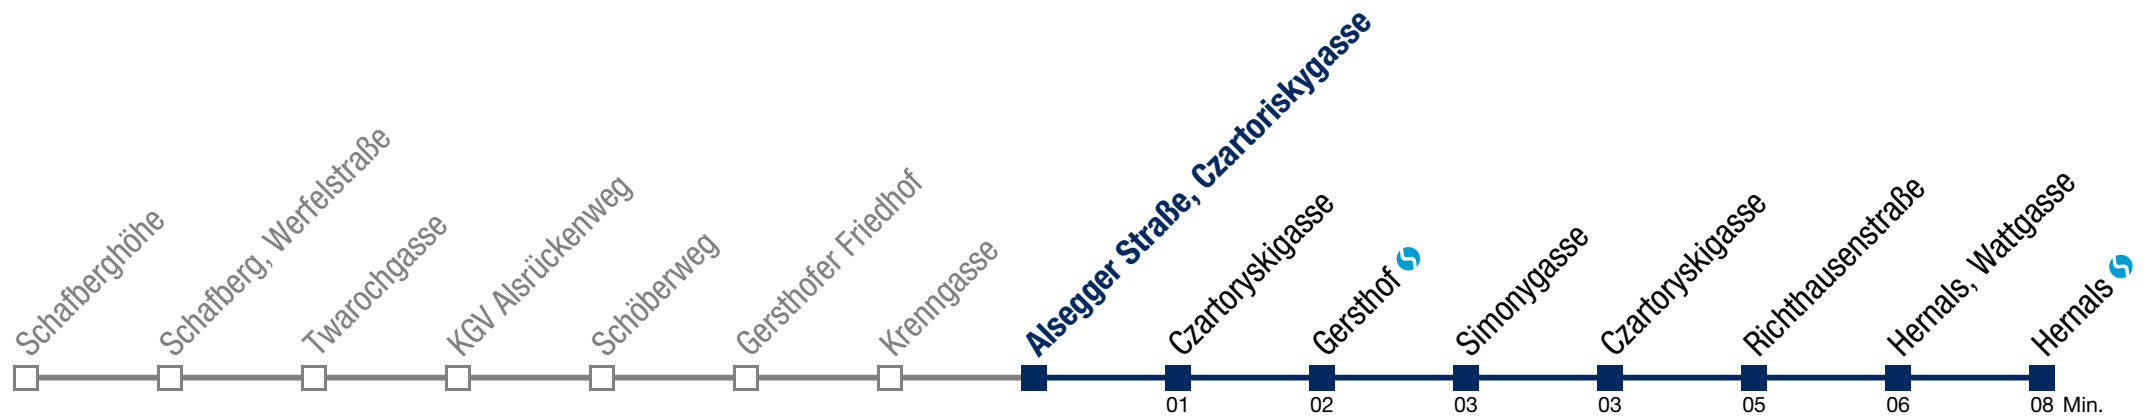 Schafberghöhe
Schafberg, Werfelstraße
Twarochgasse
KGV Alsrückenweg
Schöberweg
Gersthofer Friedhof
Krenngasse
Alsegger Straße, Czartoriskygasse
Czartoryskigasse
Gersthof
Simonygasse
Czartoryskigasse
Richthausenstraße
Hernals, Wattgasse
Hernals
01 02 03 03 05 06 08 Min.